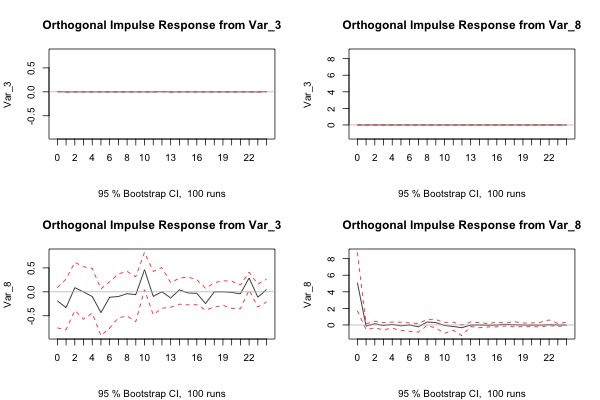 Orthogonal Impulse Response from Var_3
Var_3
0.5
0.0
-0.5
0 2 4 6 8 10 13 16 19 22
95 % Bootstrap CI, 100 runs
Orthogonal Impulse Response from Var_8
Var_3
8
6
4
2
0
0 2 4 6 8 10 13 16 19 22
95 % Bootstrap CI, 100 runs
Orthogonal Impulse Response from Var_3
Var_8
0.5
0.0
-0.5
0 2 4 6 8 10 13 16 19 22
95 % Bootstrap CI, 100 runs
Orthogonal Impulse Response from Var_8
Var_8
8
6
4
2
0
0 2 4 6 8 10 13 16 19 22
95 % Bootstrap CI, 100 runs